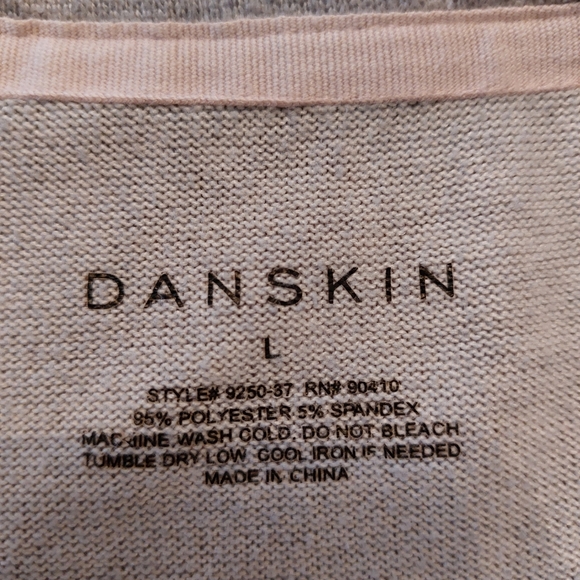 DANSKIN
L
STYLE# 9250-37 RN# 90410
95% POLYESTER 5% SPANDEX
MACHINE WASH COLD. DO NOT BLEACH
TUMBLE DRY LOW COOL IRON IF NEEDED
MADE IN CHINA